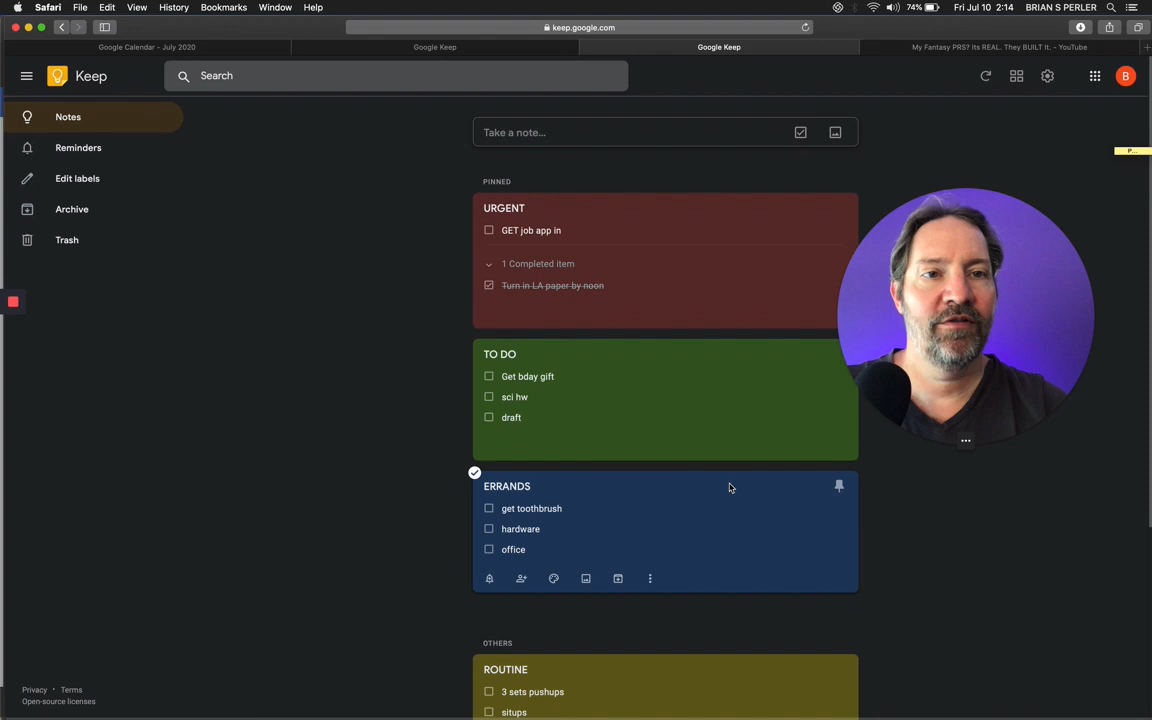 Safari File Edit View History Bookmarks Window Help 74% Fri Jul 10 2:14 BRIAN S PERLER
keep.google.com
Google Calendar - July 2020 Google Keep Google Keep My Fantasy PRS? Its REAL. They BUILT It. - YouTube
Keep Search B
Notes
Reminders
Edit labels
Archive
Trash
Take a note...
P...
PINNED
URGENT
GET job app in
1 Completed item
Turn in LA paper by noon
TO DO
Get bday gift
sci hw
draft
ERRANDS
get toothbrush
hardware
office
OTHERS
ROUTINE
3 sets pushups
situps
Privacy · Terms
Open-source licenses